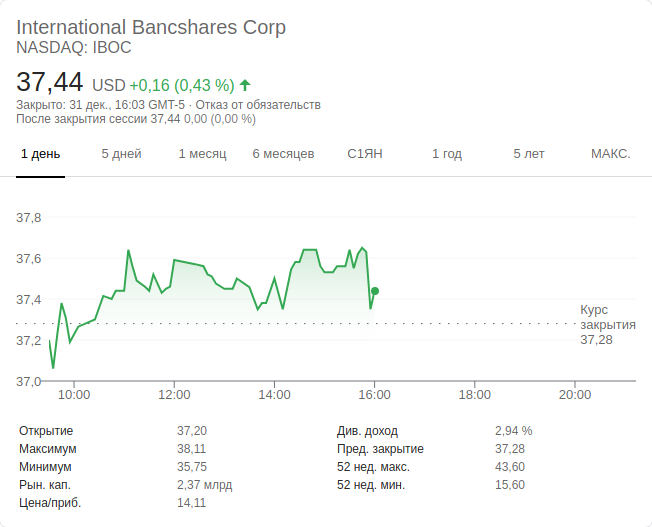 International Bancshares Corp
NASDAQ: IBOC
37,44 USD +0,16 (0,43 %) ↑
Закрыто: 31 дек., 16:03 GMT-5 · Отказ от обязательств
После закрытия сессии 37,44 0,00 (0,00 %)
1 день 5 дней 1 месяц 6 месяцев С1ЯН 1 год 5 лет МАКС.
37,8
37,6
37,4
37,2
37,0
Курс
закрытия
37,28
10:00 12:00 14:00 16:00 18:00 20:00
Открытие 37,20 Див. доход 2,94 %
Максимум 38,11 Пред. закрытие 37,28
Минимум 35,75 52 нед. макс. 43,60
Рын. кап. 2,37 млрд 52 нед. мин. 15,60
Цена/приб. 14,11